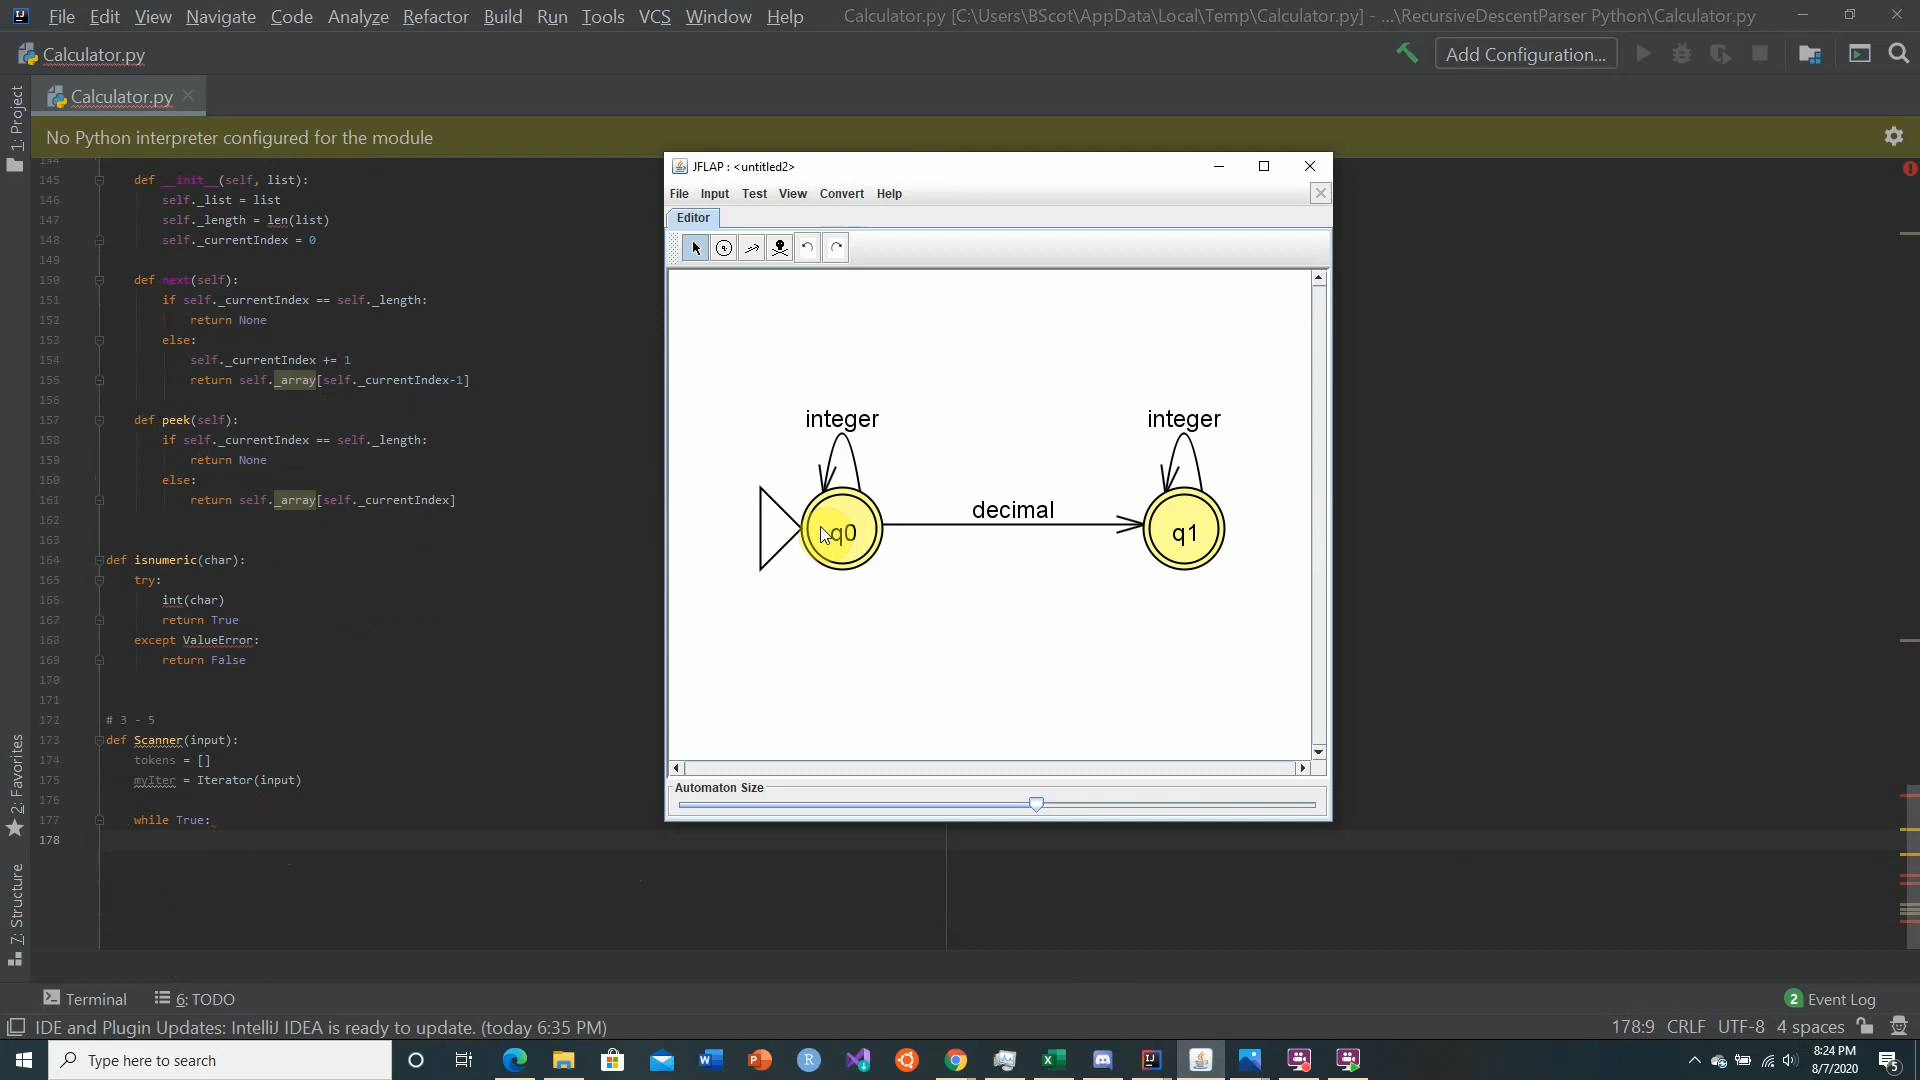 File Edit View Navigate Code Analyze Refactor Build Run Tools VCS Window Help Calculator.py [C:\Users\BScot\AppData\Local\Temp\Calculator.py] - ...\RecursiveDescentParser Python\Calculator.py
Calculator.py
Add Configuration...
Calculator.py
No Python interpreter configured for the module
1: Project
2: Favorites
7: Structure
144
145 def __init__(self, list):
146 self._list = list
147 self._length = len(list)
148 self._currentIndex = 0
149
150 def next(self):
151 if self._currentIndex == self._length:
152 return None
153 else:
154 self._currentIndex += 1
155 return self._array[self._currentIndex-1]
156
157 def peek(self):
158 if self._currentIndex == self._length:
159 return None
160 else:
161 return self._array[self._currentIndex]
162
163
164 def isnumeric(char):
165 try:
166 int(char)
167 return True
168 except ValueError:
169 return False
170
171
172 # 3 - 5
173 def Scanner(input):
174 tokens = []
175 myIter = Iterator(input)
176
177 while True:
178
JFLAP : <untitled2>
File Input Test View Convert Help
Editor
integer
integer
decimal
q0
q1
Automaton Size
Terminal
6: TODO
2 Event Log
IDE and Plugin Updates: IntelliJ IDEA is ready to update. (today 6:35 PM)
178:9 CRLF UTF-8 4 spaces
Type here to search
8:24 PM
8/7/2020
5